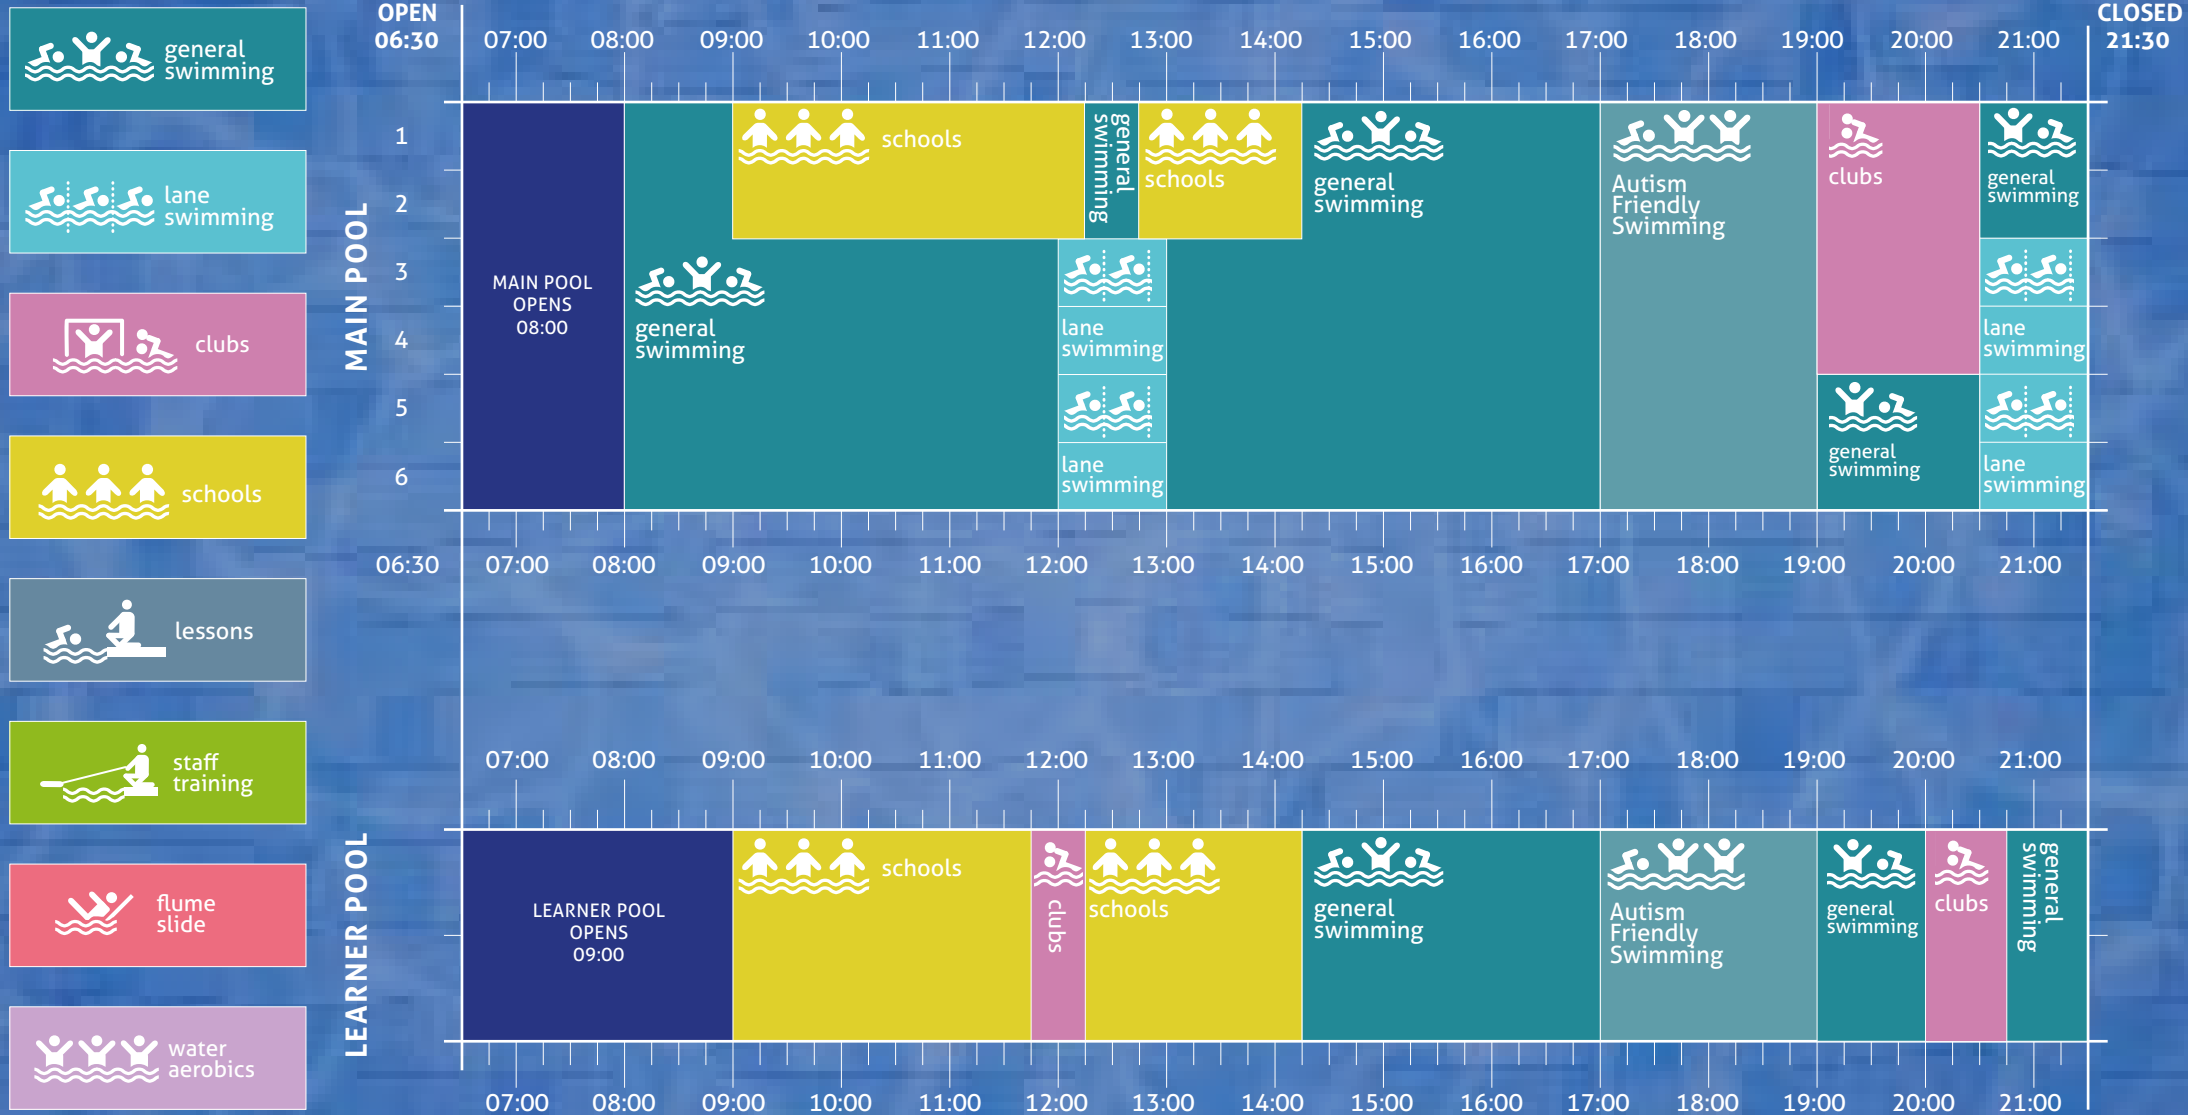 general
swimming
lane
swimming
clubs
schools
lessons
staff
training
flume
slide
water
aerobics
OPEN
06:30
07:00 08:00 09:00 10:00 11:00 12:00 13:00 14:00 15:00 16:00 17:00 18:00 19:00 20:00 21:00
CLOSED
21:30
MAIN POOL
1
2
3
4
5
6
MAIN POOL
OPENS
08:00
general
swimming
schools
general
swimming
schools
lane
swimming
lane
swimming
general
swimming
Autism
Friendly
Swimming
clubs
general
swimming
general
swimming
lane
swimming
lane
swimming
06:30 07:00 08:00 09:00 10:00 11:00 12:00 13:00 14:00 15:00 16:00 17:00 18:00 19:00 20:00 21:00
07:00 08:00 09:00 10:00 11:00 12:00 13:00 14:00 15:00 16:00 17:00 18:00 19:00 20:00 21:00
LEARNER POOL
LEARNER POOL
OPENS
09:00
schools
clubs
schools
general
swimming
Autism
Friendly
Swimming
general
swimming
clubs
general
swimming
07:00 08:00 09:00 10:00 11:00 12:00 13:00 14:00 15:00 16:00 17:00 18:00 19:00 20:00 21:00